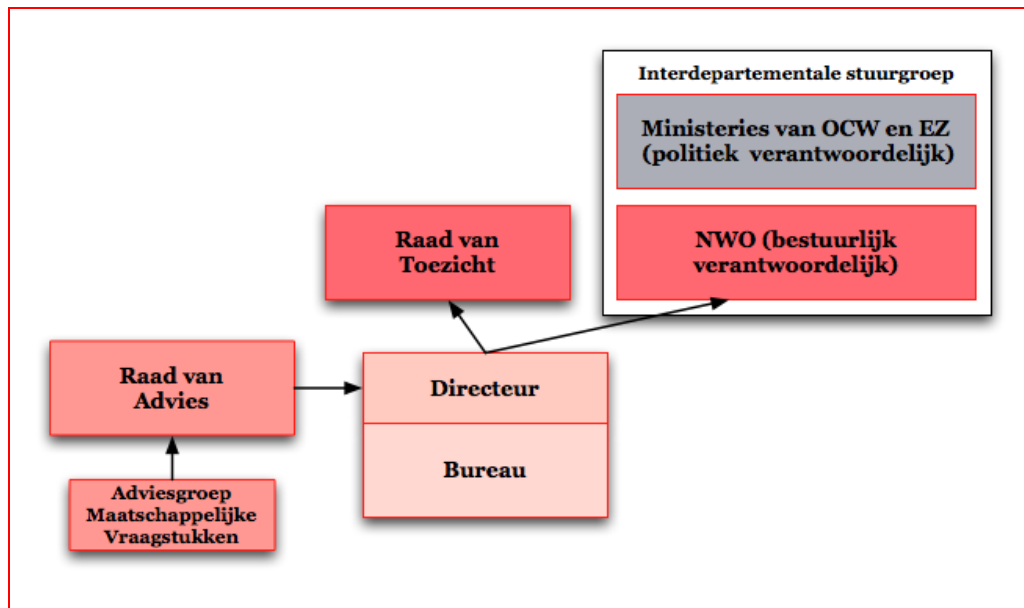 Interdepartementale stuurgroep
Ministeries van OCW en EZ
(politiek verantwoordelijk)
NWO (bestuurlijk
verantwoordelijk)
Raad van
Toezicht
Raad van
Advies
Directeur
Bureau
Adviesgroep
Maatschappelijke
Vraagstukken